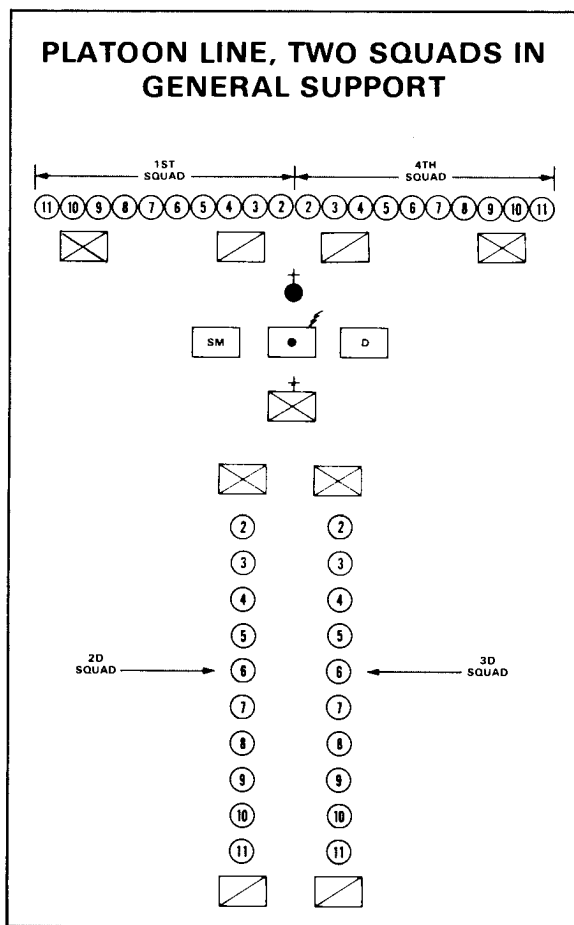 PLATOON LINE, TWO SQUADS IN
GENERAL SUPPORT
1ST
SQUAD
4TH
SQUAD
11 10 9 8 7 6 5 4 3 2 2 3 4 5 6 7 8 9 10 11
SM D
2 2
3 3
4 4
5 5
2D
SQUAD
6 6
3D
SQUAD
7 7
8 8
9 9
10 10
11 11